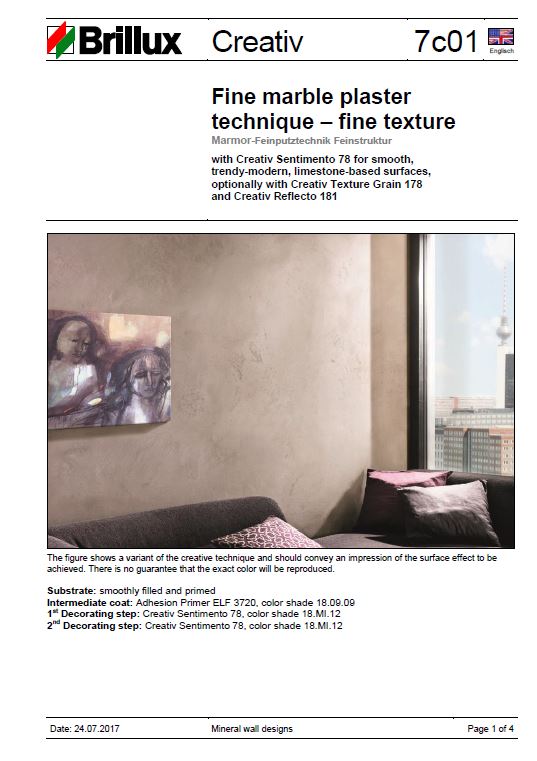 Brillux Creativ 7c01
Englisch
Fine marble plaster
technique – fine texture
Marmor-Feinputztechnik Feinstruktur
with Creativ Sentimento 78 for smooth,
trendy-modern, limestone-based surfaces,
optionally with Creativ Texture Grain 178
and Creativ Reflecto 181
The figure shows a variant of the creative technique and should convey an impression of the surface effect to be
achieved. There is no guarantee that the exact color will be reproduced.
Substrate: smoothly filled and primed
Intermediate coat: Adhesion Primer ELF 3720, color shade 18.09.09
1st Decorating step: Creativ Sentimento 78, color shade 18.MI.12
2nd Decorating step: Creativ Sentimento 78, color shade 18.MI.12
Date: 24.07.2017 Mineral wall designs Page 1 of 4